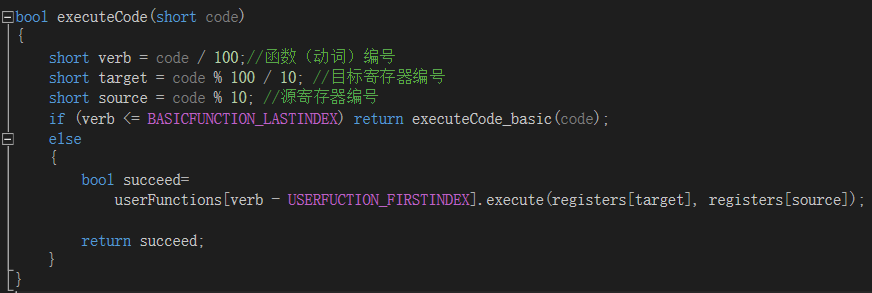 bool executeCode(short code)
{
short verb = code / 100;//函数（动词）编号
short target = code % 100 / 10; //目标寄存器编号
short source = code % 10; //源寄存器编号
if (verb <= BASICFUNCTION_LASTINDEX) return executeCode_basic(code);
else
{
bool succeed=
userFunctions[verb - USERFUCTION_FIRSTINDEX].execute(registers[target], registers[source]);
return succeed;
}
}